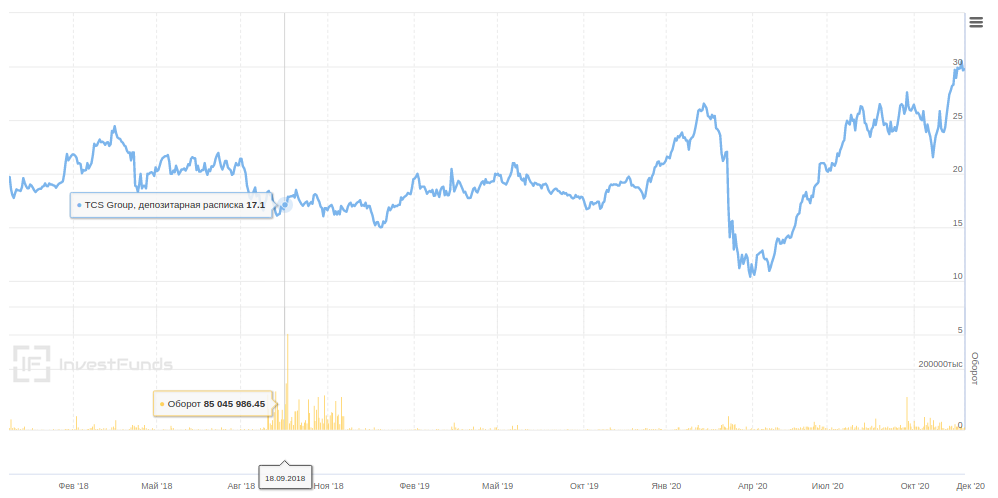 30
25
20
TCS Group, депозитарная расписка 17.1
15
10
5
InvestFunds
200000тыс
Оборот
Оборот 85 045 986.45
0
18.09.2018
Фев '18
Май '18
Авг '18
Ноя '18
Фев '19
Май '19
Окт '19
Янв '20
Апр '20
Июл '20
Окт '20
Дек '20